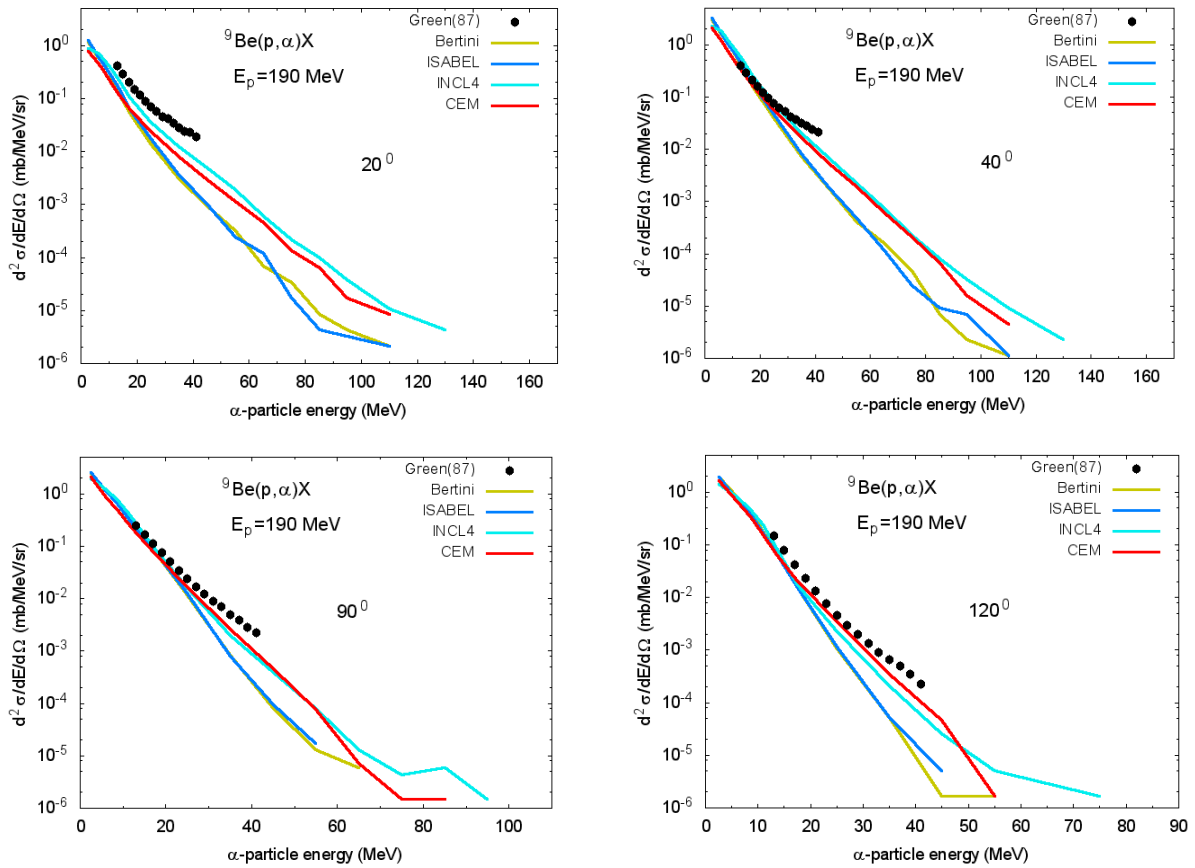 Green(87)
Bertini
ISABEL
INCL4
CEM
⁹Be(p,α)X
Eₚ=190 MeV
20⁰
d² σ/dE/dΩ (mb/MeV/sr)
10⁰
10⁻¹
10⁻²
10⁻³
10⁻⁴
10⁻⁵
10⁻⁶
0 20 40 60 80 100 120 140 160
α-particle energy (MeV)
Green(87)
Bertini
ISABEL
INCL4
CEM
⁹Be(p,α)X
Eₚ=190 MeV
40⁰
d² σ/dE/dΩ (mb/MeV/sr)
10⁰
10⁻¹
10⁻²
10⁻³
10⁻⁴
10⁻⁵
10⁻⁶
0 20 40 60 80 100 120 140 160
α-particle energy (MeV)
Green(87)
Bertini
ISABEL
INCL4
CEM
⁹Be(p,α)X
Eₚ=190 MeV
90⁰
d² σ/dE/dΩ (mb/MeV/sr)
10⁰
10⁻¹
10⁻²
10⁻³
10⁻⁴
10⁻⁵
10⁻⁶
0 20 40 60 80 100
α-particle energy (MeV)
Green(87)
Bertini
ISABEL
INCL4
CEM
⁹Be(p,α)X
Eₚ=190 MeV
120⁰
d² σ/dE/dΩ (mb/MeV/sr)
10⁰
10⁻¹
10⁻²
10⁻³
10⁻⁴
10⁻⁵
10⁻⁶
0 10 20 30 40 50 60 70 80 90
α-particle energy (MeV)